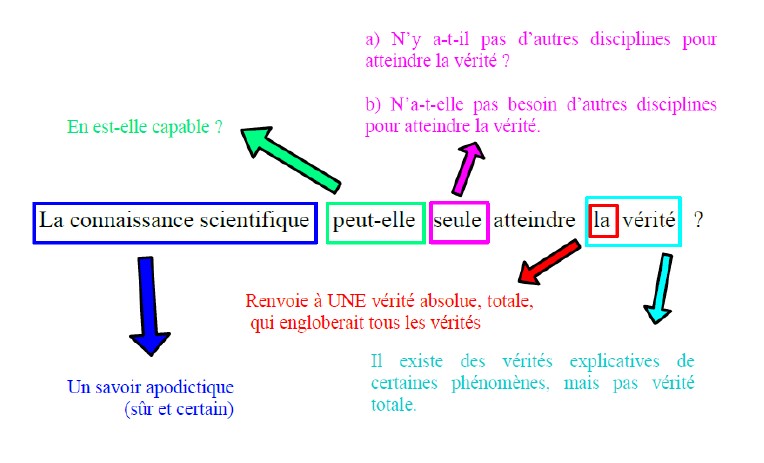 a) N’y a-t-il pas d’autres disciplines pour
atteindre la vérité ?
b) N’a-t-elle pas besoin d’autres disciplines
pour atteindre la vérité.
En est-elle capable ?
La connaissance scientifique peut-elle seule atteindre la vérité ?
Renvoie à UNE vérité absolue, totale,
qui engloberait tous les vérités
Il existe des vérités explicatives de
certaines phénomènes, mais pas vérité
totale.
Un savoir apodictique
(sûr et certain)